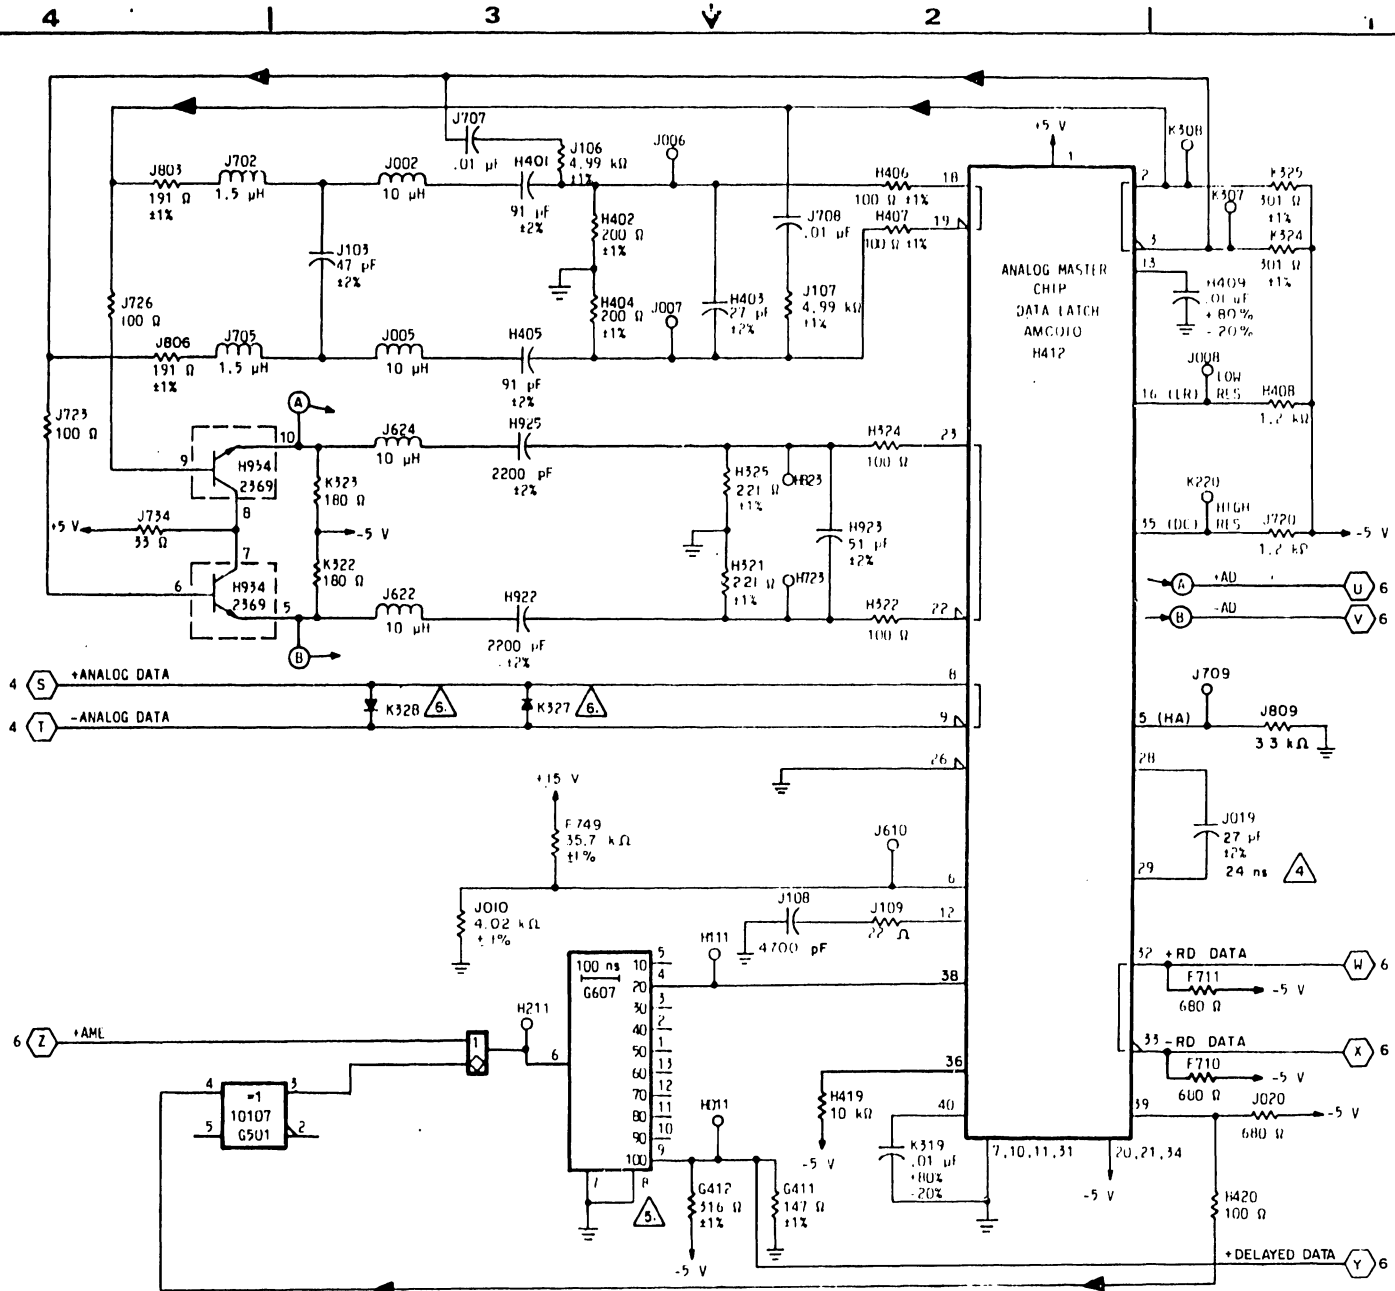 4
3
2
+5 V
1
K308
J707
.01 µF
J106
4.99 kΩ
±1%
J006
J803
191 Ω
±1%
J702
1.5 µH
J002
10 µH
H401
91 pF
±2%
H406
100 Ω ±1%
18
2
K325
301 Ω
±1%
K307
H402
200 Ω
±1%
J708
.01 µF
H407
100 Ω ±1%
19
3
K324
301 Ω
±1%
J103
47 pF
±2%
ANALOG MASTER
CHIP
DATA LATCH
AMC010
H412
13
H409
.01 uF
+80%
-20%
J726
100 Ω
H404
200 Ω
±1%
J007
H403
27 pF
±2%
J107
4.99 kΩ
±1%
J806
191 Ω
±1%
J705
1.5 µH
J005
10 µH
H405
91 pF
±2%
J008
LOW
RES
16 (LR)
H408
1.2 kΩ
J723
100 Ω
A
10
J624
10 µH
H925
2200 pF
±2%
H324
100 Ω
23
9
H934
2369
8
K323
180 Ω
H325
221 Ω
±1%
H823
K220
HIGH
RES
35 (DC)
J720
1.2 kΩ
-5 V
+5 V
J734
33 Ω
-5 V
H923
51 pF
±2%
7
K322
180 Ω
H321
221 Ω
±1%
H723
6
H934
2369
5
J622
10 µH
H922
2200 pF
±2%
H322
100 Ω
22
A
+AD
U 6
B
-AD
V 6
B
4 S
+ANALOG DATA
8
K328
6.
K327
6.
4 T
-ANALOG DATA
9
J709
5 (HA)
J809
3.3 kΩ
26
28
+15 V
F749
35.7 kΩ
±1%
J610
6
J019
27 pF
±2%
24 ns
4
29
J010
4.02 kΩ
±1%
J108
4700 pF
J109
22 Ω
12
H111
38
100 ns
G607
10
5
20
4
30
3
40
2
50
1
60
13
70
12
80
11
90
10
100
9
32
+RD DATA
W 6
F711
680 Ω
-5 V
6 Z
+AME
1
H211
6
33
-RD DATA
X 6
F710
680 Ω
-5 V
36
H419
10 kΩ
-5 V
4
=1
10107
G501
3
5
2
H011
40
K319
.01 µF
+80%
-20%
39
J020
680 Ω
-5 V
7
8
5.
G412
316 Ω
±1%
-5 V
G411
147 Ω
±1%
7,10,11,31
20,21,34
-5 V
H420
100 Ω
+DELAYED DATA
Y 6